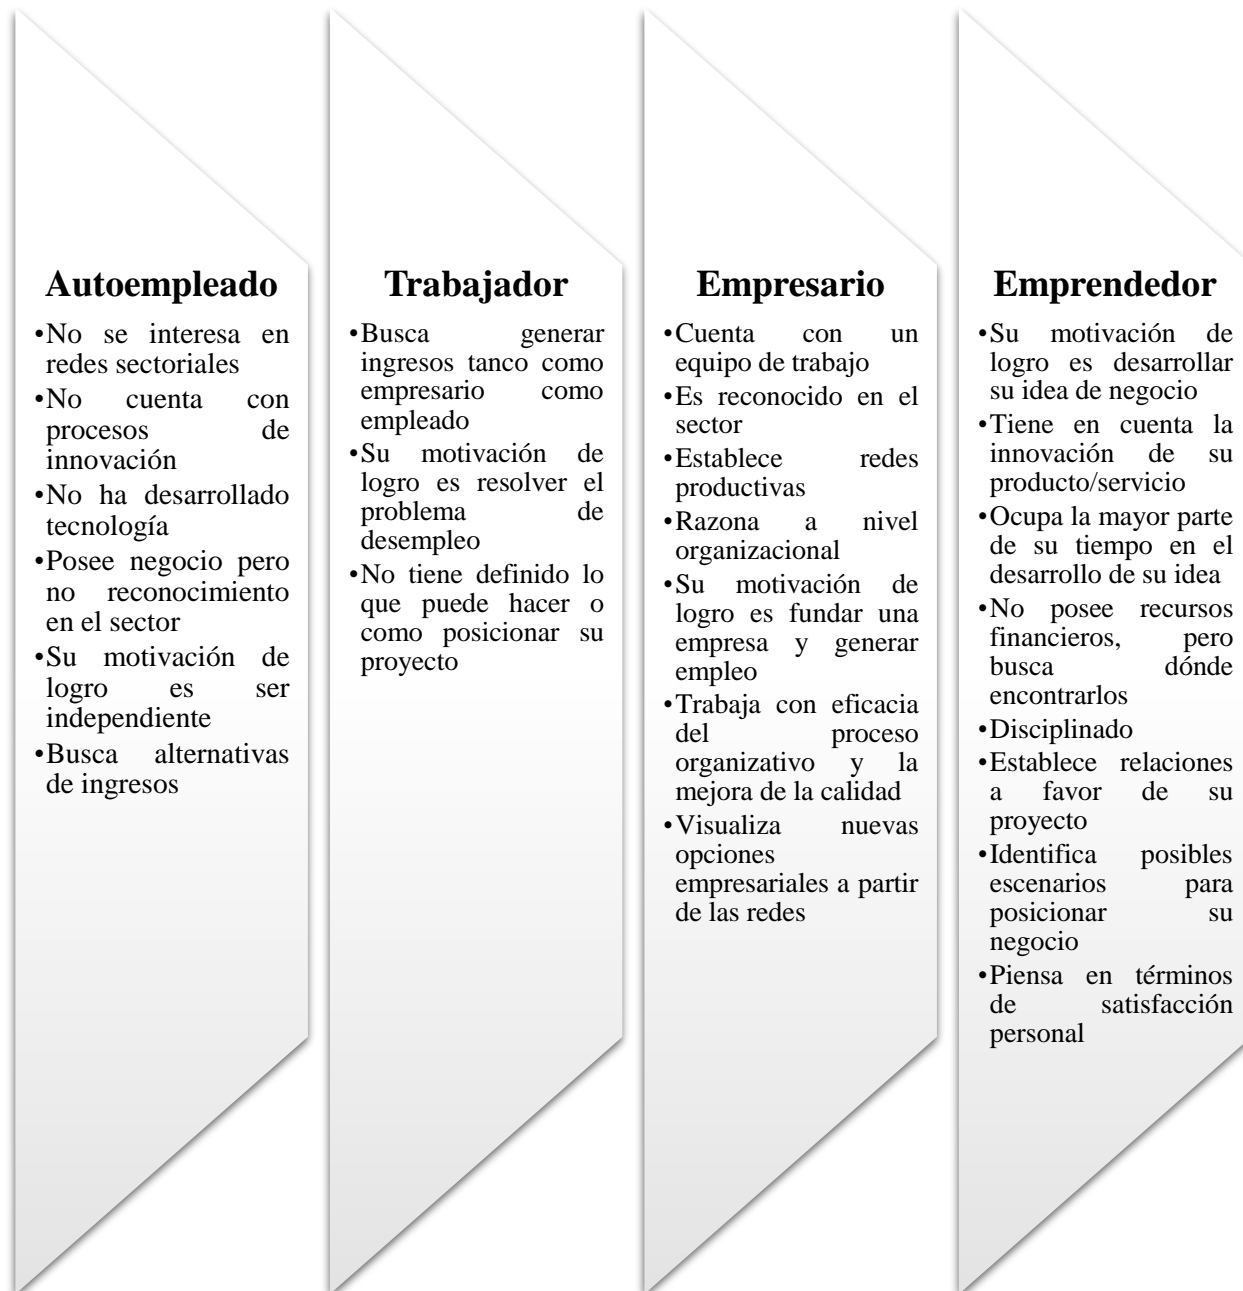 Autoempleado
•No se interesa en
redes sectoriales
•No cuenta con
procesos de
innovación
•No ha desarrollado
tecnología
•Posee negocio pero
no reconocimiento
en el sector
•Su motivación de
logro es ser
independiente
•Busca alternativas
de ingresos
Trabajador
•Busca generar
ingresos tanco como
empresario como
empleado
•Su motivación de
logro es resolver el
problema de
desempleo
•No tiene definido lo
que puede hacer o
como posicionar su
proyecto
Empresario
•Cuenta con un
equipo de trabajo
•Es reconocido en el
sector
•Establece redes
productivas
•Razona a nivel
organizacional
•Su motivación de
logro es fundar una
empresa y generar
empleo
•Trabaja con eficacia
del proceso
organizativo y la
mejora de la calidad
•Visualiza nuevas
opciones
empresariales a partir
de las redes
Emprendedor
•Su motivación de
logro es desarrollar
su idea de negocio
•Tiene en cuenta la
innovación de su
producto/servicio
•Ocupa la mayor parte
de su tiempo en el
desarrollo de su idea
•No posee recursos
financieros, pero
busca dónde
encontrarlos
•Disciplinado
•Establece relaciones
a favor de su
proyecto
•Identifica posibles
escenarios para
posicionar su
negocio
•Piensa en términos
de satisfacción
personal